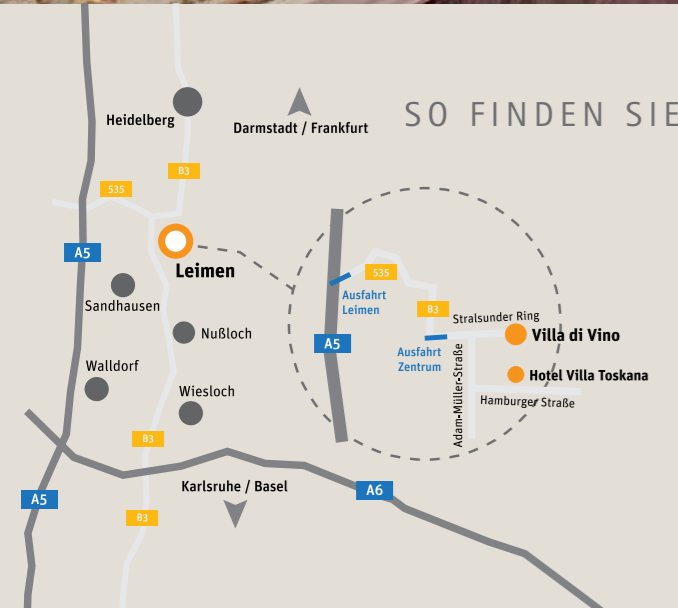 SO FINDEN SIE
Heidelberg
Darmstadt / Frankfurt
B3
535
A5
Leimen
Sandhausen
Nußloch
Walldorf
Wiesloch
B3
A5
Karlsruhe / Basel
A6
B3
535
Ausfahrt
Leimen
B3
Stralsunder Ring
A5
Ausfahrt
Zentrum
Villa di Vino
Adam-Müller-Straße
Hotel Villa Toskana
Hamburger Straße